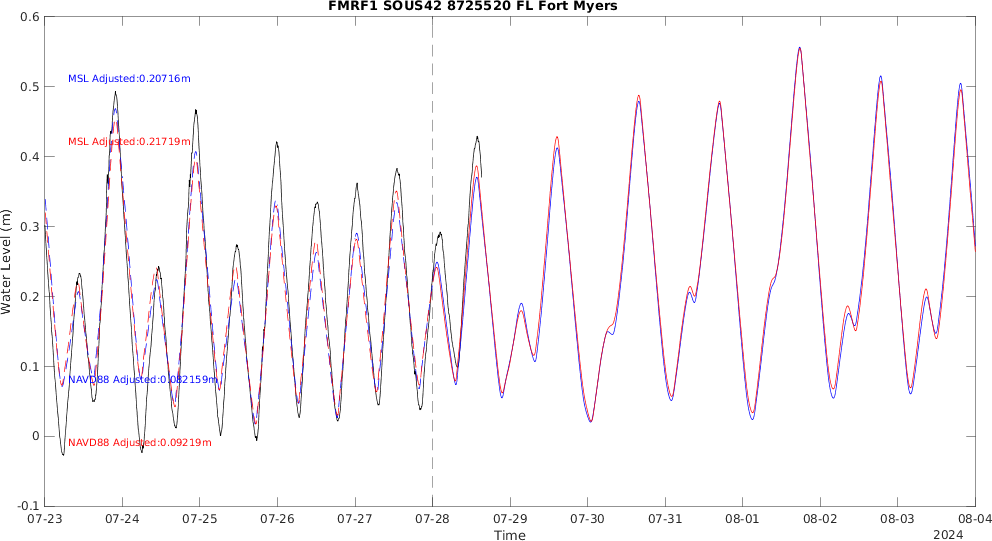 FMRF1 SOUS42 8725520 FL Fort Myers
0.6
0.5
0.4
0.3
0.2
0.1
0
-0.1
Water Level (m)
MSL Adjusted:0.20716m
MSL Adjusted:0.21719m
NAVD88 Adjusted:0.082159m
NAVD88 Adjusted:0.09219m
07-23 07-24 07-25 07-26 07-27 07-28 07-29 07-30 07-31 08-01 08-02 08-03 08-04
Time
2024